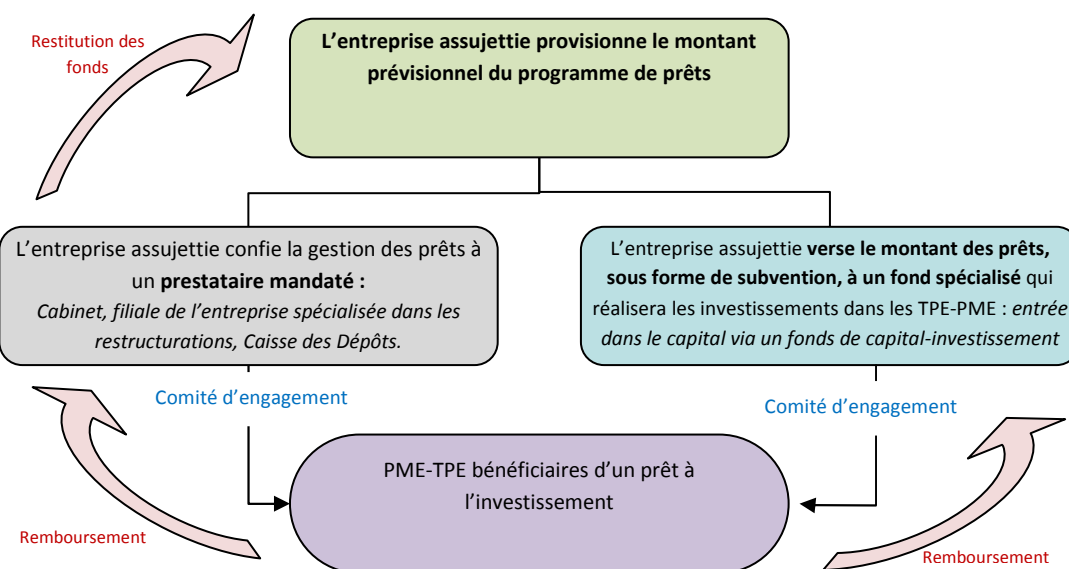 Restitution des
fonds
L’entreprise assujettie provisionne le montant
prévisionnel du programme de prêts
L’entreprise assujettie confie la gestion des prêts à
un prestataire mandaté :
Cabinet, filiale de l’entreprise spécialisée dans les
restructurations, Caisse des Dépôts.
L’entreprise assujettie verse le montant des prêts,
sous forme de subvention, à un fond spécialisé qui
réalisera les investissements dans les TPE-PME : entrée
dans le capital via un fonds de capital-investissement
Comité d’engagement
Comité d’engagement
PME-TPE bénéficiaires d’un prêt à
l’investissement
Remboursement
Remboursement